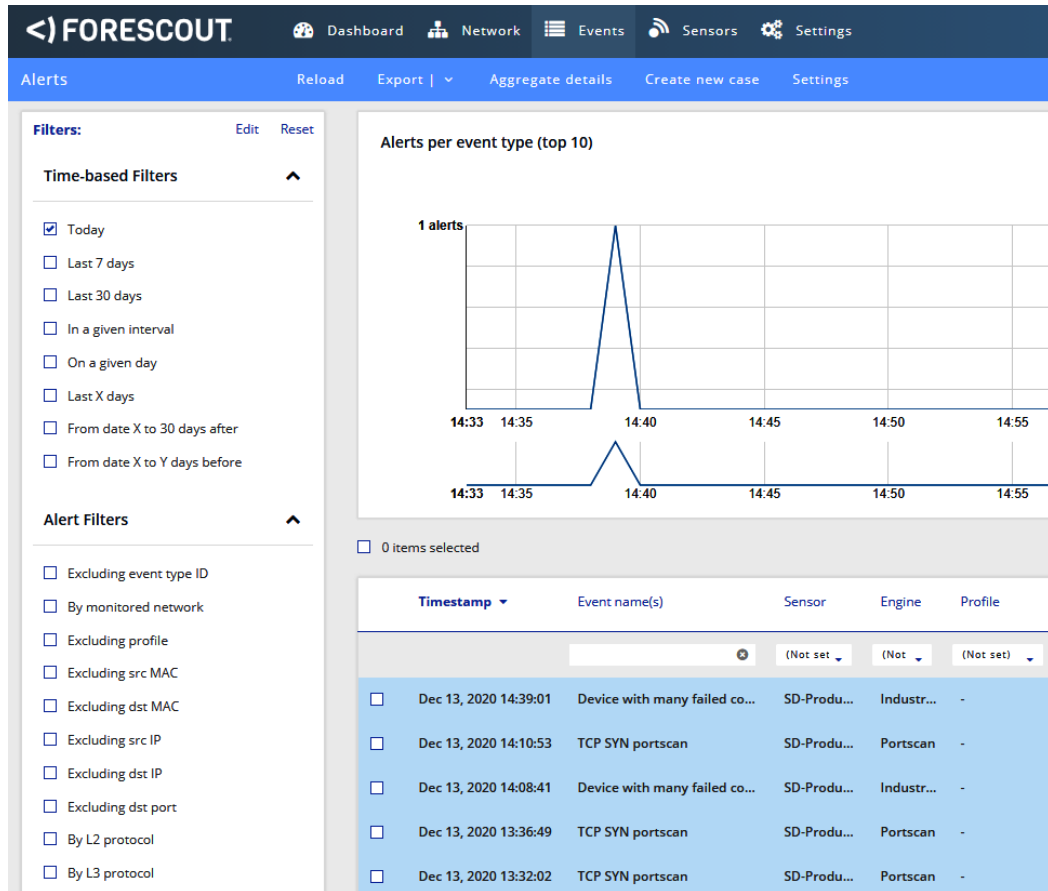 <) FORESCOUT. Dashboard Network Events Sensors Settings
Alerts Reload Export | Aggregate details Create new case Settings
Filters: Edit Reset
Time-based Filters
Today
Last 7 days
Last 30 days
In a given interval
On a given day
Last X days
From date X to 30 days after
From date X to Y days before
Alert Filters
Excluding event type ID
By monitored network
Excluding profile
Excluding src MAC
Excluding dst MAC
Excluding src IP
Excluding dst IP
Excluding dst port
By L2 protocol
By L3 protocol
Alerts per event type (top 10)
1 alerts
14:33 14:35 14:40 14:45 14:50 14:55
14:33 14:35 14:40 14:45 14:50 14:55
0 items selected
Timestamp Event name(s) Sensor Engine Profile
(Not set (Not (Not set)
Dec 13, 2020 14:39:01 Device with many failed co... SD-Produ... Industr... -
Dec 13, 2020 14:10:53 TCP SYN portscan SD-Produ... Portscan -
Dec 13, 2020 14:08:41 Device with many failed co... SD-Produ... Industr... -
Dec 13, 2020 13:36:49 TCP SYN portscan SD-Produ... Portscan -
Dec 13, 2020 13:32:02 TCP SYN portscan SD-Produ... Portscan -